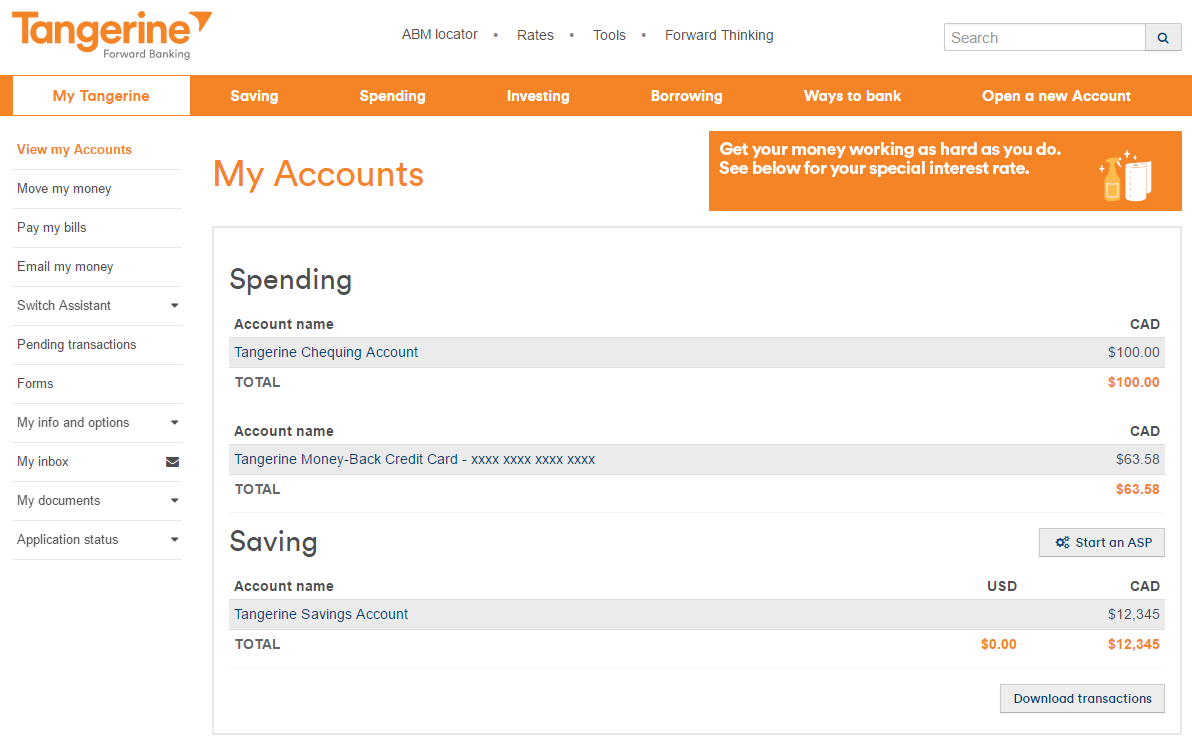 Tangerine
Forward Banking
ABM locator • Rates • Tools • Forward Thinking
Search
My Tangerine Saving Spending Investing Borrowing Ways to bank Open a new Account
View my Accounts
Move my money
Pay my bills
Email my money
Switch Assistant
Pending transactions
Forms
My info and options
My inbox
My documents
Application status
My Accounts
Get your money working as hard as you do.
See below for your special interest rate.
Spending
Account name CAD
Tangerine Chequing Account $100.00
TOTAL $100.00
Account name CAD
Tangerine Money-Back Credit Card - xxxx xxxx xxxx xxxx $63.58
TOTAL $63.58
Saving
Start an ASP
Account name USD CAD
Tangerine Savings Account $12,345
TOTAL $0.00 $12,345
Download transactions